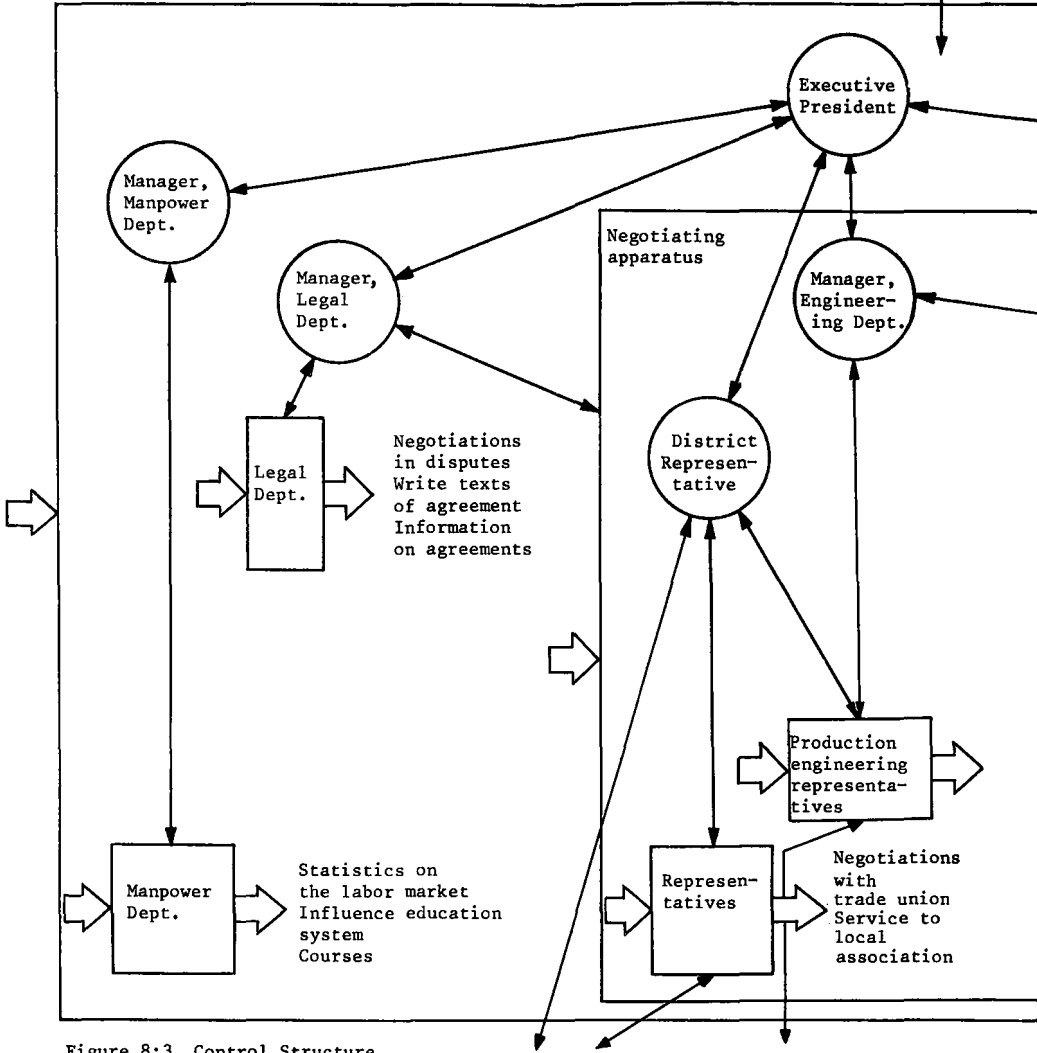 Executive
President
Manager,
Manpower
Dept.
Negotiating
apparatus
Manager,
Legal
Dept.
Manager,
Engineer-
ing Dept.
District
Represen-
tative
Legal
Dept.
Negotiations
in disputes
Write texts
of agreement
Information
on agreements
Production
engineering
representa-
tives
Manpower
Dept.
Statistics on
the labor market
Influence education
system
Courses
Represen-
tatives
Negotiations
with
trade union
Service to
local
association
Figure 8:3 Control Structure